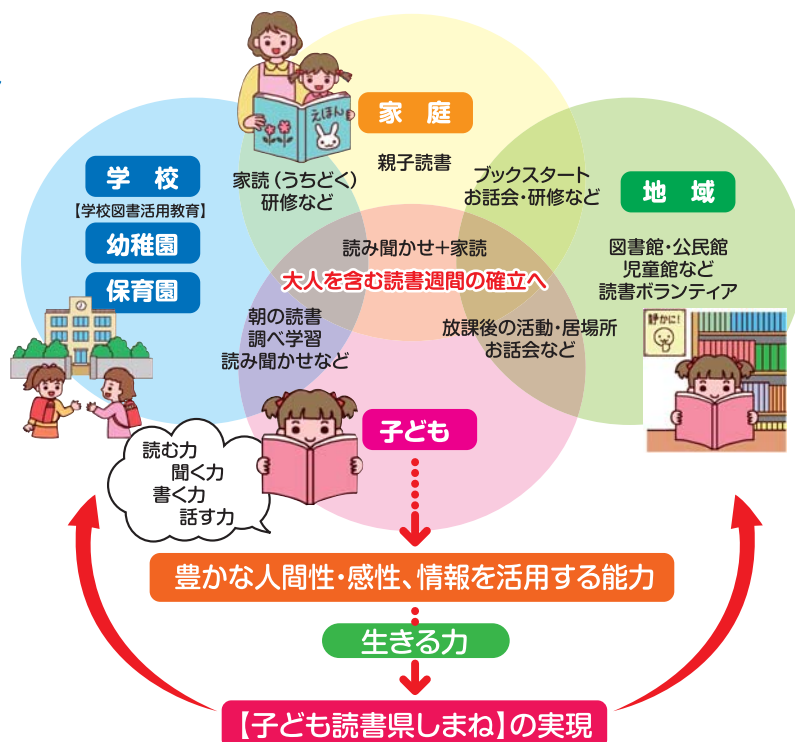 えほん
家 庭
親子読書
学 校
【学校図書活用教育】
幼稚園
保育園
家読（うちどく）
研修など
ブックスタート
お話会・研修など
地 域
図書館・公民館
児童館など
読書ボランティア
読み聞かせ＋家読
大人を含む読書週間の確立へ
朝の読書
調べ学習
読み聞かせなど
放課後の活動・居場所
お話会など
静かに!
子ども
読む力
聞く力
書く力
話す力
豊かな人間性・感性、情報を活用する能力
生きる力
【子ども読書県しまね】の実現